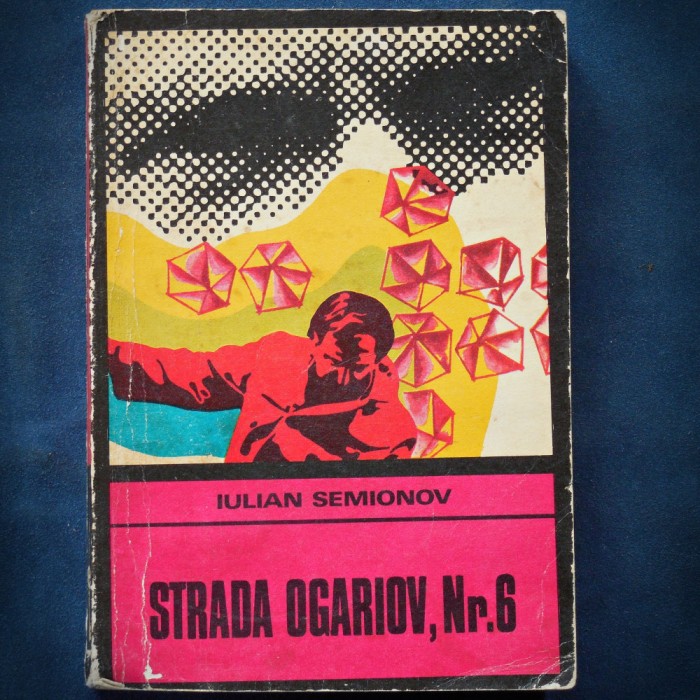 IULIAN SEMIONOV
STRADA OGARIOV, Nr.6